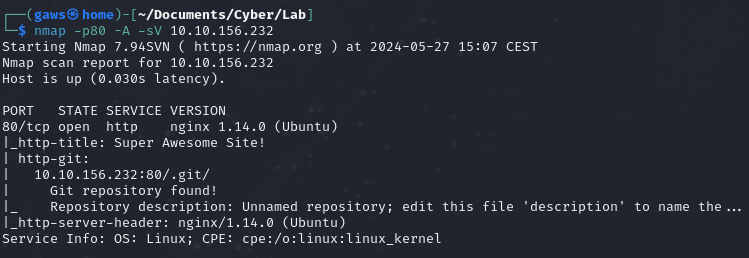 ┌──(gaws㉿home)-[~/Documents/Cyber/Lab]
└─$ nmap -p80 -A -sV 10.10.156.232
Starting Nmap 7.94SVN ( https://nmap.org ) at 2024-05-27 15:07 CEST
Nmap scan report for 10.10.156.232
Host is up (0.030s latency).

PORT   STATE SERVICE VERSION
80/tcp open  http    nginx 1.14.0 (Ubuntu)
|_http-title: Super Awesome Site!
| http-git:
|   10.10.156.232:80/.git/
|     Git repository found!
|_    Repository description: Unnamed repository; edit this file 'description' to name the...
|_http-server-header: nginx/1.14.0 (Ubuntu)
Service Info: OS: Linux; CPE: cpe:/o:linux:linux_kernel